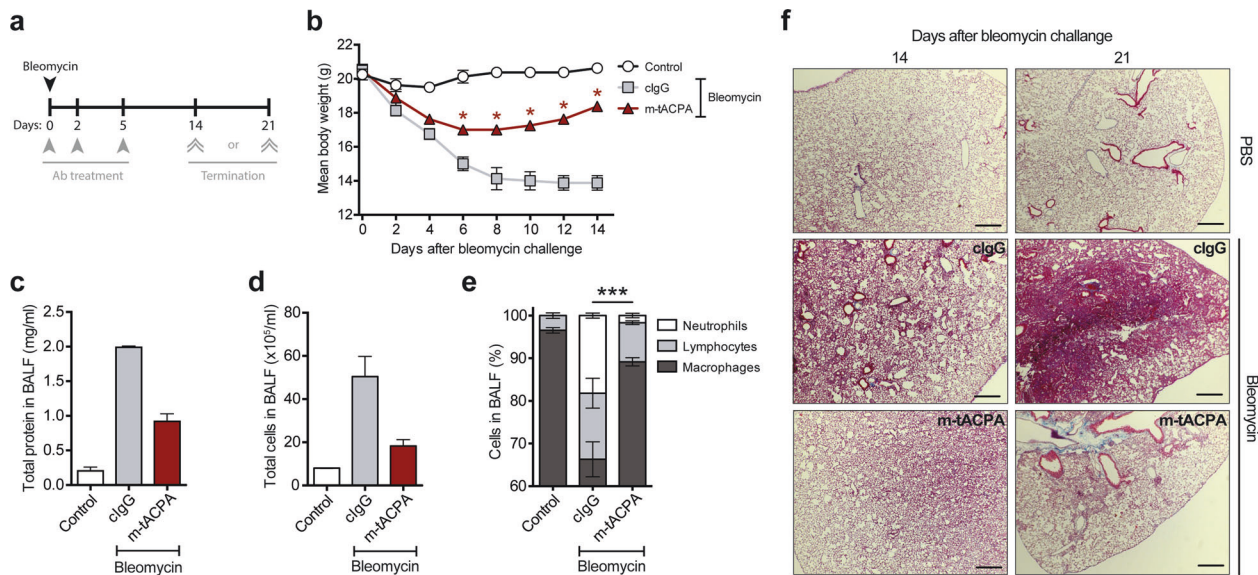 a
Bleomycin
Days: 0 2 5 14 21
or
Ab treatment Termination
b
Mean body weight (g)
22
20
18
16
14
12
0 2 4 6 8 10 12 14
Days after bleomycin challenge
* * * * * *
Control
cIgG
m-tACPA
Bleomycin
c
Total protein in BALF (mg/ml)
2.5
2.0
1.5
1.0
0.5
0.0
Control cIgG m-tACPA
Bleomycin
d
Total cells in BALF (x10⁵/ml)
80
60
40
20
0
Control cIgG m-tACPA
Bleomycin
e
Cells in BALF (%)
100
90
80
70
60
***
Control cIgG m-tACPA
Bleomycin
Neutrophils
Lymphocytes
Macrophages
f
Days after bleomycin challange
14 21
PBS
cIgG cIgG
m-tACPA m-tACPA
Bleomycin